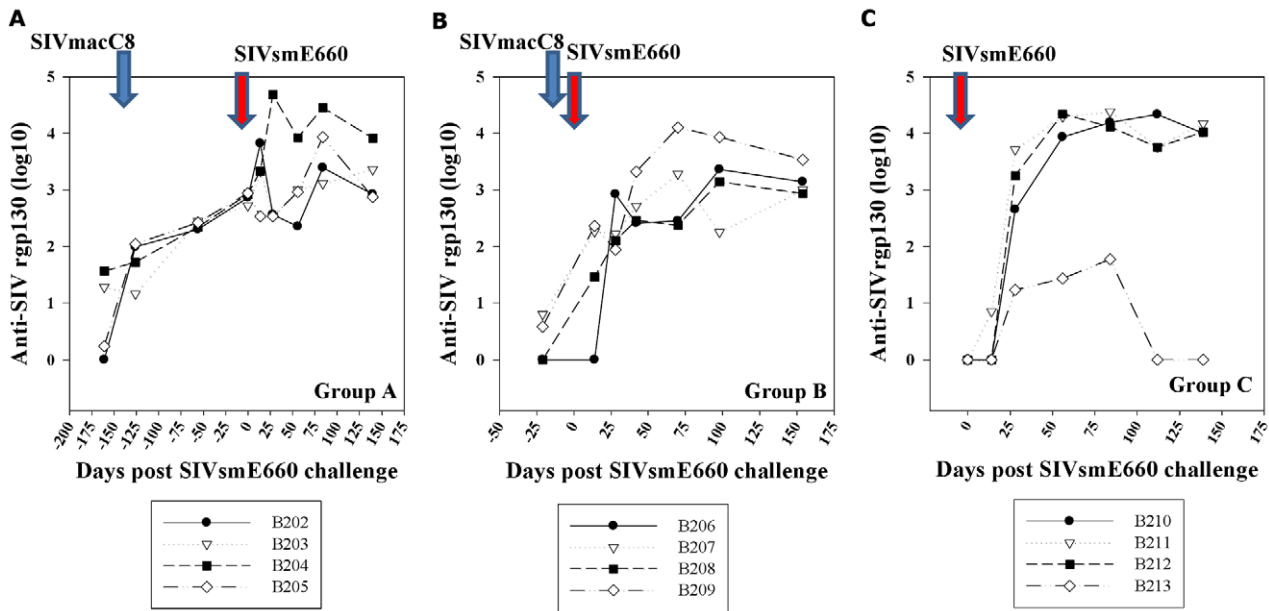 A
SIVmacC8
SIVsmE660
Anti-SIV rgp130 (log10)
5
4
3
2
1
0
Group A
-200
-175
-150
-125
-100
-75
-50
-25
0
25
50
75
100
125
150
175
Days post SIVsmE660 challenge
B202
B203
B204
B205
B
SIVmacC8
SIVsmE660
Anti-SIV rgp130 (log10)
5
4
3
2
1
0
Group B
-50
-25
0
25
50
75
100
125
150
175
Days post SIVsmE660 challenge
B206
B207
B208
B209
C
SIVsmE660
Anti-SIVrgp130 (log10)
5
4
3
2
1
0
Group C
0
25
50
75
100
125
150
175
Days post SIVsmE660 challenge
B210
B211
B212
B213